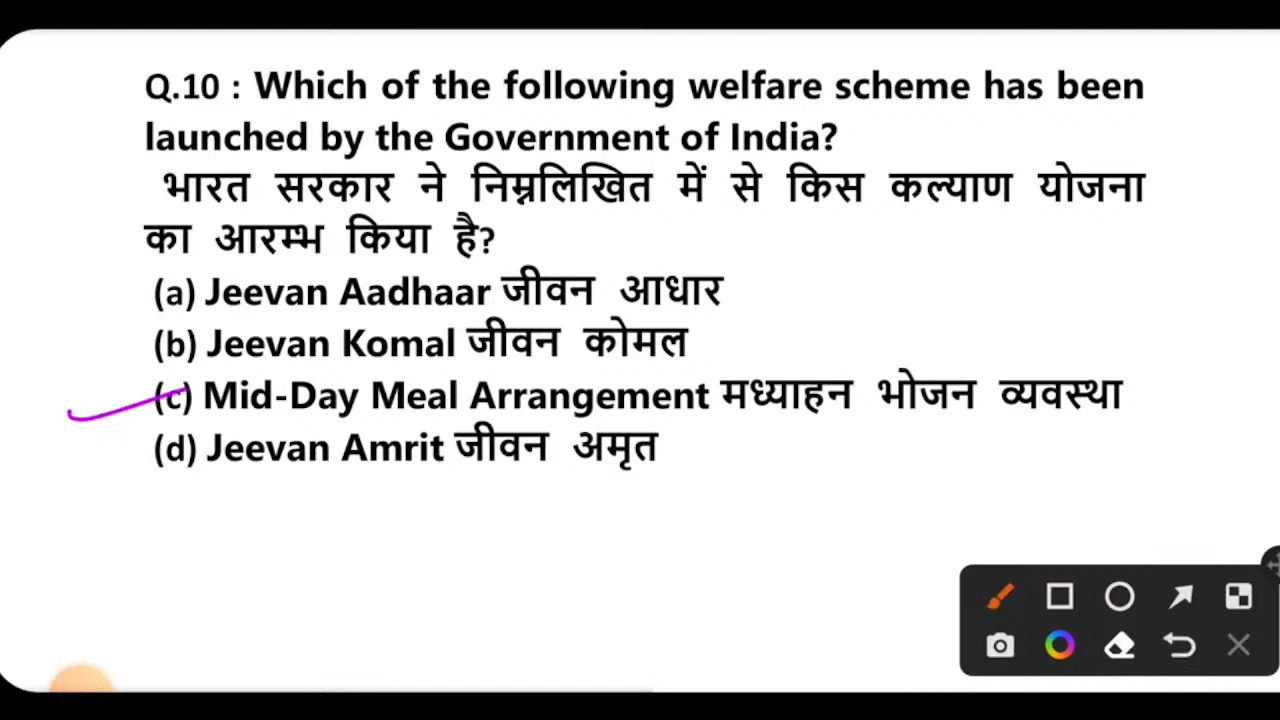 Q.10 : Which of the following welfare scheme has been
launched by the Government of India?
भारत सरकार ने निम्नलिखित में से किस कल्याण योजना
का आरम्भ किया है?
(a) Jeevan Aadhaar जीवन आधार
(b) Jeevan Komal जीवन कोमल
(c) Mid-Day Meal Arrangement मध्याहन भोजन व्यवस्था
(d) Jeevan Amrit जीवन अमृत